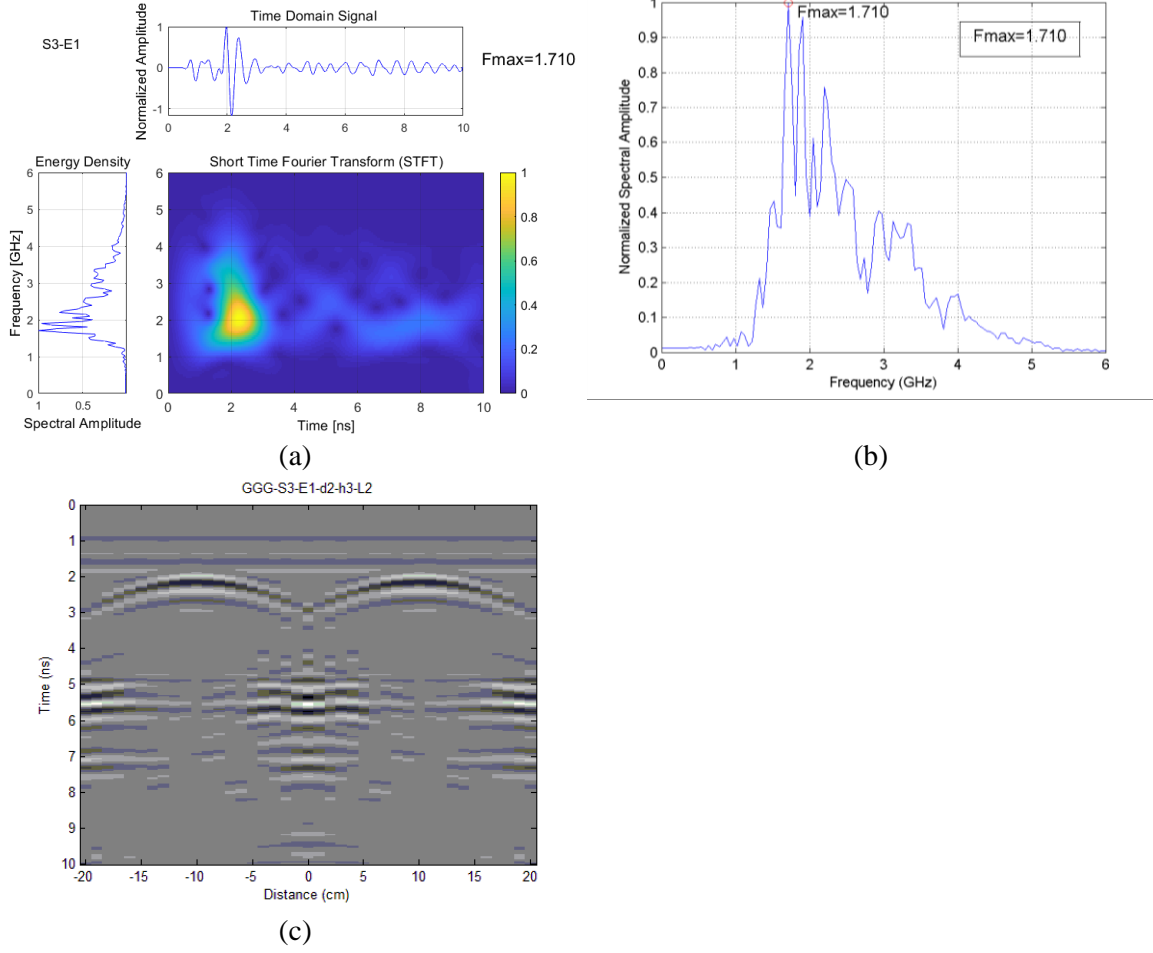 S3-E1
Time Domain Signal
Normalized Amplitude
1
0
-1
0 2 4 6 8 10
Fmax=1.710
Energy Density
Frequency [GHz]
6
5
4
3
2
1
0
1 0.5
Spectral Amplitude
Short Time Fourier Transform (STFT)
6
5
4
3
2
1
0
0 2 4 6 8 10
Time [ns]
1
0.8
0.6
0.4
0.2
0
(a)
Fmax=1.710
Fmax=1.710
Normalized Spectral Amplitude
1
0.9
0.8
0.7
0.6
0.5
0.4
0.3
0.2
0.1
0
0 1 2 3 4 5 6
Frequency (GHz)
(b)
GGG-S3-E1-d2-h3-L2
Time (ns)
0
1
2
3
4
5
6
7
8
9
10
-20 -15 -10 -5 0 5 10 15 20
Distance (cm)
(c)